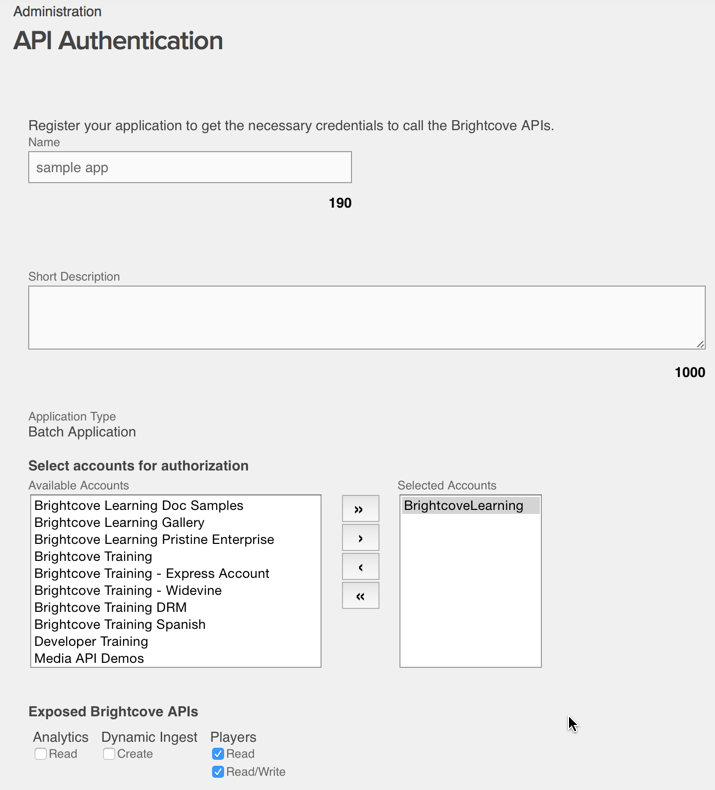 Administration
API Authentication
Register your application to get the necessary credentials to call the Brightcove APIs.
Name
sample app
190
Short Description
1000
Application Type
Batch Application
Select accounts for authorization
Available Accounts
Selected Accounts
Brightcove Learning Doc Samples
Brightcove Learning Gallery
Brightcove Learning Pristine Enterprise
Brightcove Training
Brightcove Training - Express Account
Brightcove Training - Widevine
Brightcove Training DRM
Brightcove Training Spanish
Developer Training
Media API Demos
»
›
‹
«
BrightcoveLearning
Exposed Brightcove APIs
Analytics Dynamic Ingest Players
Read Create Read
Read/Write